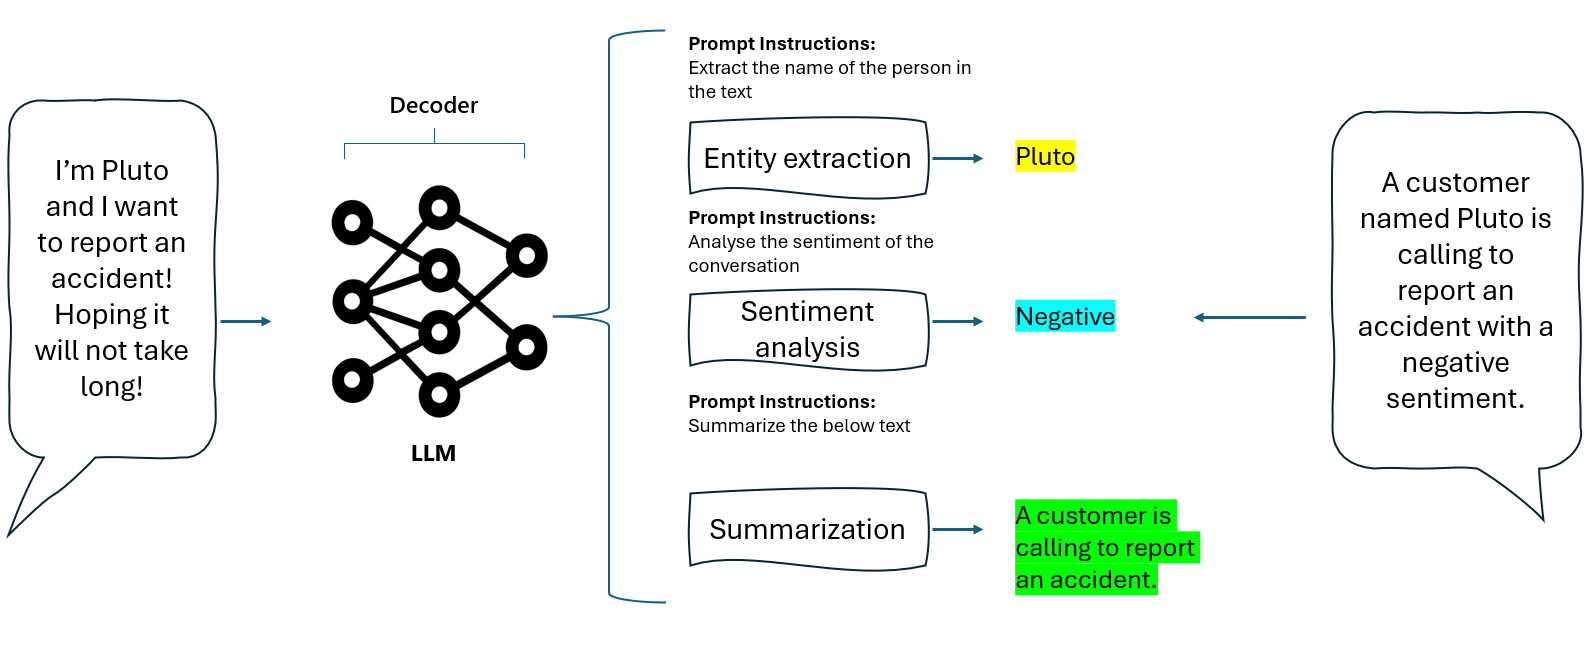 I’m Pluto
and I want
to report an
accident!
Hoping it
will not take
long!
Decoder
LLM
Prompt Instructions:
Extract the name of the person in
the text
Entity extraction
Pluto
Prompt Instructions:
Analyse the sentiment of the
conversation
Sentiment
analysis
Negative
Prompt Instructions:
Summarize the below text
Summarization
A customer is
calling to report
an accident.
A customer
named Pluto is
calling to
report an
accident with a
negative
sentiment.